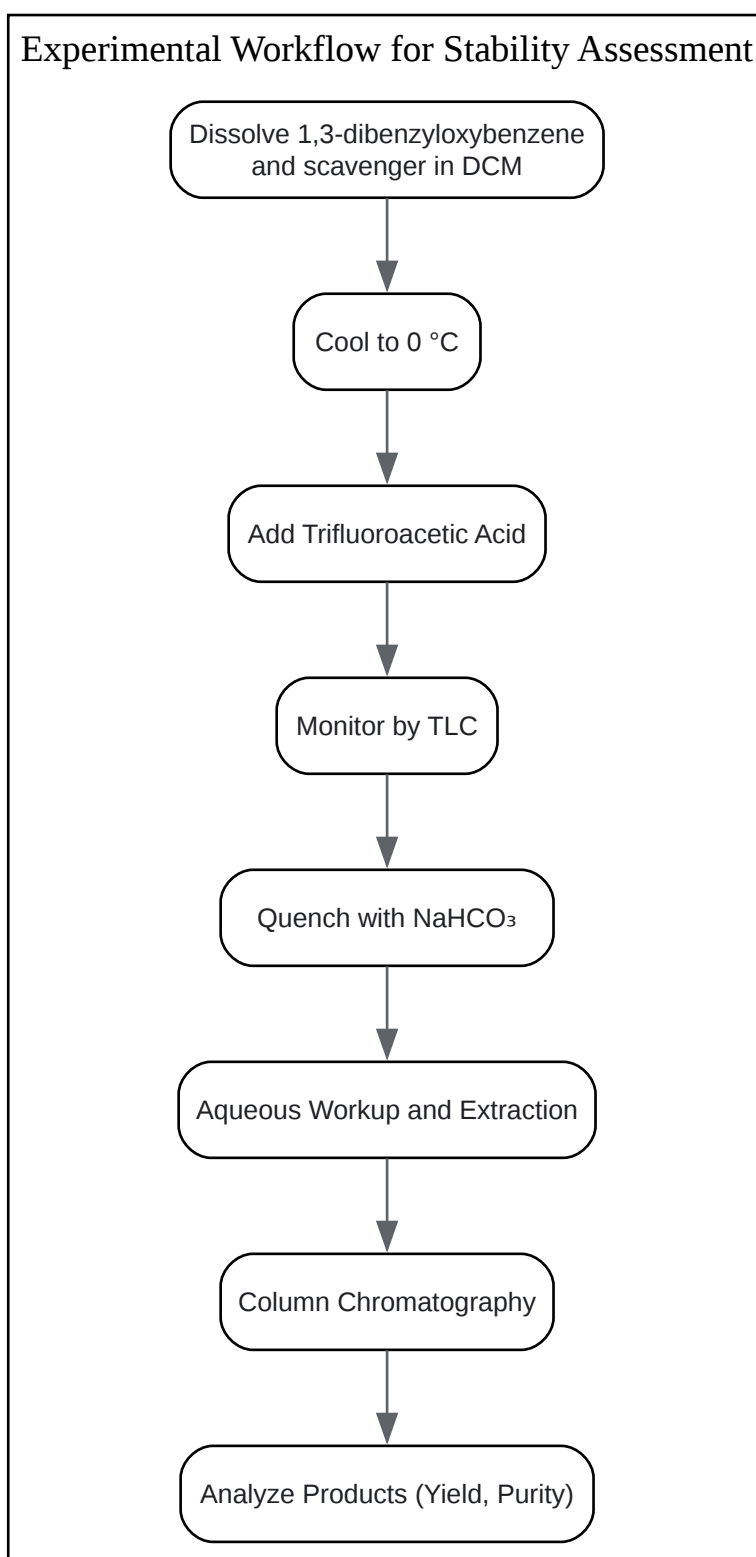 Experimental Workflow for Stability Assessment
Dissolve 1,3-dibenzyloxybenzene
and scavenger in DCM
Cool to 0 °C
Add Trifluoroacetic Acid
Monitor by TLC
Quench with NaHCO₃
Aqueous Workup and Extraction
Column Chromatography
Analyze Products (Yield, Purity)